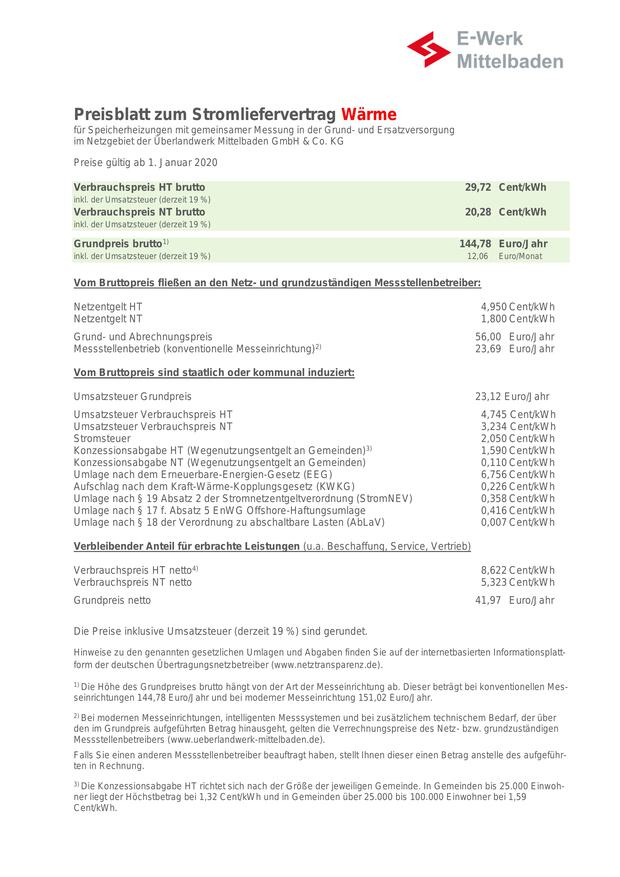 E-Werk
Mittelbaden
Preisblatt zum Stromliefervertrag Wärme
für Speicherheizungen mit gemeinsamer Messung in der Grund- und Ersatzversorgung
im Netzgebiet der Überlandwerk Mittelbaden GmbH & Co. KG
Preise gültig ab 1. Januar 2020
Verbrauchspreis HT brutto 29,72 Cent/kWh
inkl. der Umsatzsteuer (derzeit 19 %)
Verbrauchspreis NT brutto 20,28 Cent/kWh
inkl. der Umsatzsteuer (derzeit 19 %)
Grundpreis brutto1) 144,78 Euro/Jahr
inkl. der Umsatzsteuer (derzeit 19 %) 12,06 Euro/Monat
Vom Bruttopreis fließen an den Netz- und grundzuständigen Messstellenbetreiber:
Netzentgelt HT 4,950 Cent/kWh
Netzentgelt NT 1,800 Cent/kWh
Grund- und Abrechnungspreis 56,00 Euro/Jahr
Messstellenbetrieb (konventionelle Messeinrichtung)2) 23,69 Euro/Jahr
Vom Bruttopreis sind staatlich oder kommunal induziert:
Umsatzsteuer Grundpreis 23,12 Euro/Jahr
Umsatzsteuer Verbrauchspreis HT 4,745 Cent/kWh
Umsatzsteuer Verbrauchspreis NT 3,234 Cent/kWh
Stromsteuer 2,050 Cent/kWh
Konzessionsabgabe HT (Wegenutzungsentgelt an Gemeinden)3) 1,590 Cent/kWh
Konzessionsabgabe NT (Wegenutzungsentgelt an Gemeinden) 0,110 Cent/kWh
Umlage nach dem Erneuerbare-Energien-Gesetz (EEG) 6,756 Cent/kWh
Aufschlag nach dem Kraft-Wärme-Kopplungsgesetz (KWKG) 0,226 Cent/kWh
Umlage nach § 19 Absatz 2 der Stromnetzentgeltverordnung (StromNEV) 0,358 Cent/kWh
Umlage nach § 17 f. Absatz 5 EnWG Offshore-Haftungsumlage 0,416 Cent/kWh
Umlage nach § 18 der Verordnung zu abschaltbare Lasten (AbLaV) 0,007 Cent/kWh
Verbleibender Anteil für erbrachte Leistungen (u.a. Beschaffung, Service, Vertrieb)
Verbrauchspreis HT netto4) 8,622 Cent/kWh
Verbrauchspreis NT netto 5,323 Cent/kWh
Grundpreis netto 41,97 Euro/Jahr
Die Preise inklusive Umsatzsteuer (derzeit 19 %) sind gerundet.
Hinweise zu den genannten gesetzlichen Umlagen und Abgaben finden Sie auf der internetbasierten Informationsplatt-
form der deutschen Übertragungsnetzbetreiber (www.netztransparenz.de).
1) Die Höhe des Grundpreises brutto hängt von der Art der Messeinrichtung ab. Dieser beträgt bei konventionellen Mes-
seinrichtungen 144,78 Euro/Jahr und bei moderner Messeinrichtung 151,02 Euro/Jahr.
2) Bei modernen Messeinrichtungen, intelligenten Messsystemen und bei zusätzlichem technischem Bedarf, der über
den im Grundpreis aufgeführten Betrag hinausgeht, gelten die Verrechnungspreise des Netz- bzw. grundzuständigen
Messstellenbetreibers (www.ueberlandwerk-mittelbaden.de).
Falls Sie einen anderen Messstellenbetreiber beauftragt haben, stellt Ihnen dieser einen Betrag anstelle des aufgeführ-
ten in Rechnung.
3) Die Konzessionsabgabe HT richtet sich nach der Größe der jeweiligen Gemeinde. In Gemeinden bis 25.000 Einwoh-
ner liegt der Höchstbetrag bei 1,32 Cent/kWh und in Gemeinden über 25.000 bis 100.000 Einwohner bei 1,59
Cent/kWh.